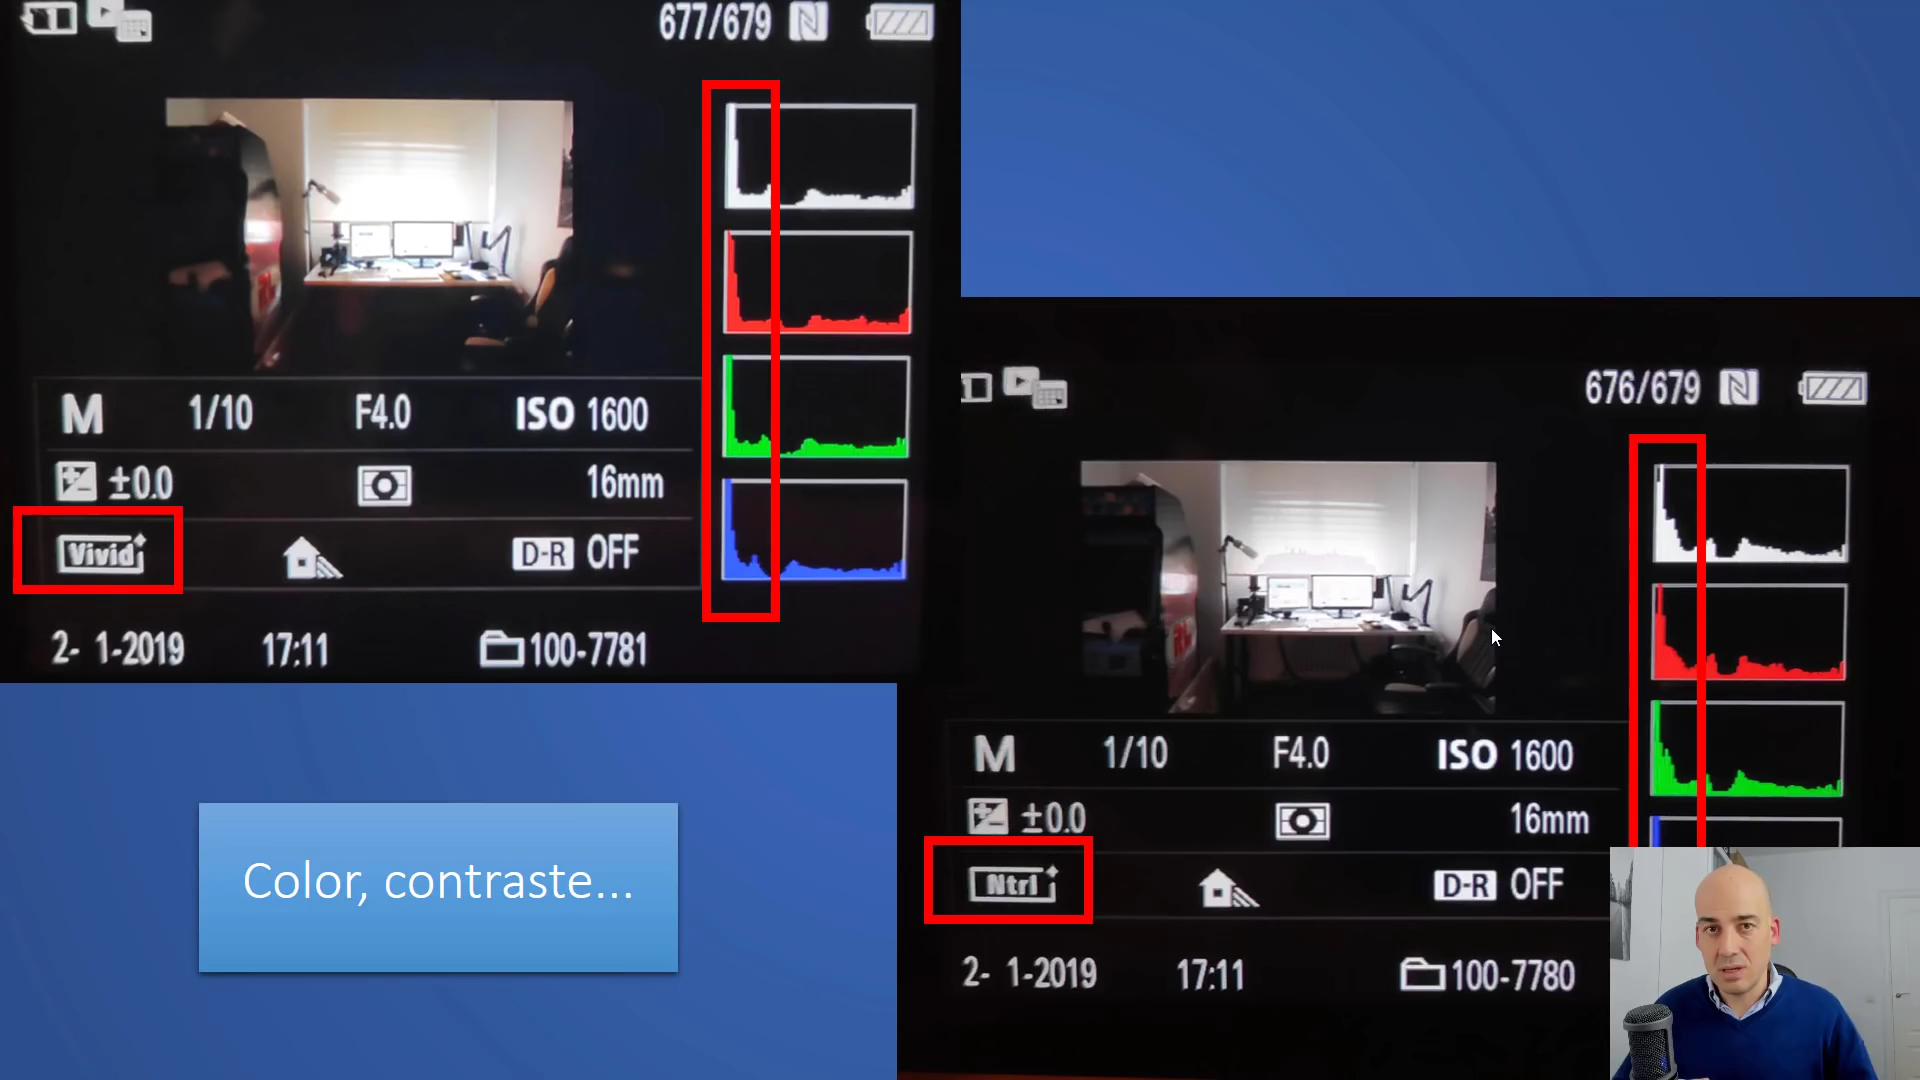 677/679
M 1/10 F4.0 ISO 1600
±0.0 16mm
Vivid D-R OFF
2- 1-2019 17:11 100-7781
676/679
M 1/10 F4.0 ISO 1600
±0.0 16mm
Ntrl D-R OFF
2- 1-2019 17:11 100-7780
Color, contraste...